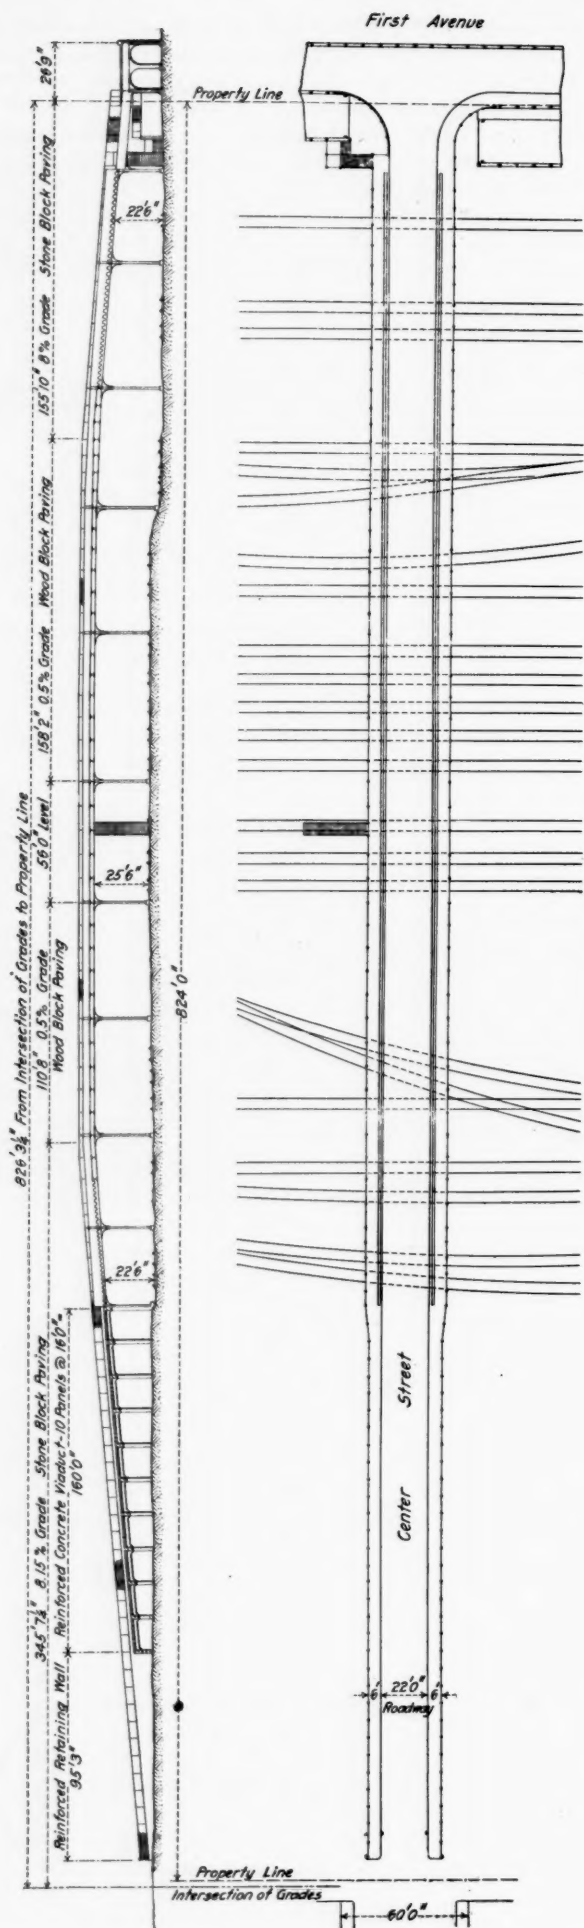 First Avenue
26'9"
Property Line
22'6"
155'10" 8% Grade Stone Block Paving
158'2" 0.5% Grade Wood Block Paving
56'0" Level
25'6"
110'8" 0.5% Grade
Wood Block Paving
826'3¼" From Intersection of Grades to Property Line
824'0"
22'6"
345'7¼" 8.15% Grade Stone Block Paving
Reinforced Concrete Viaduct-10 Panels @ 16'0"=
160'0"
Reinforced Retaining Wall
95'3"
Center Street
6' 22'0" 6'
Roadway
Property Line
Intersection of Grades
60'0"